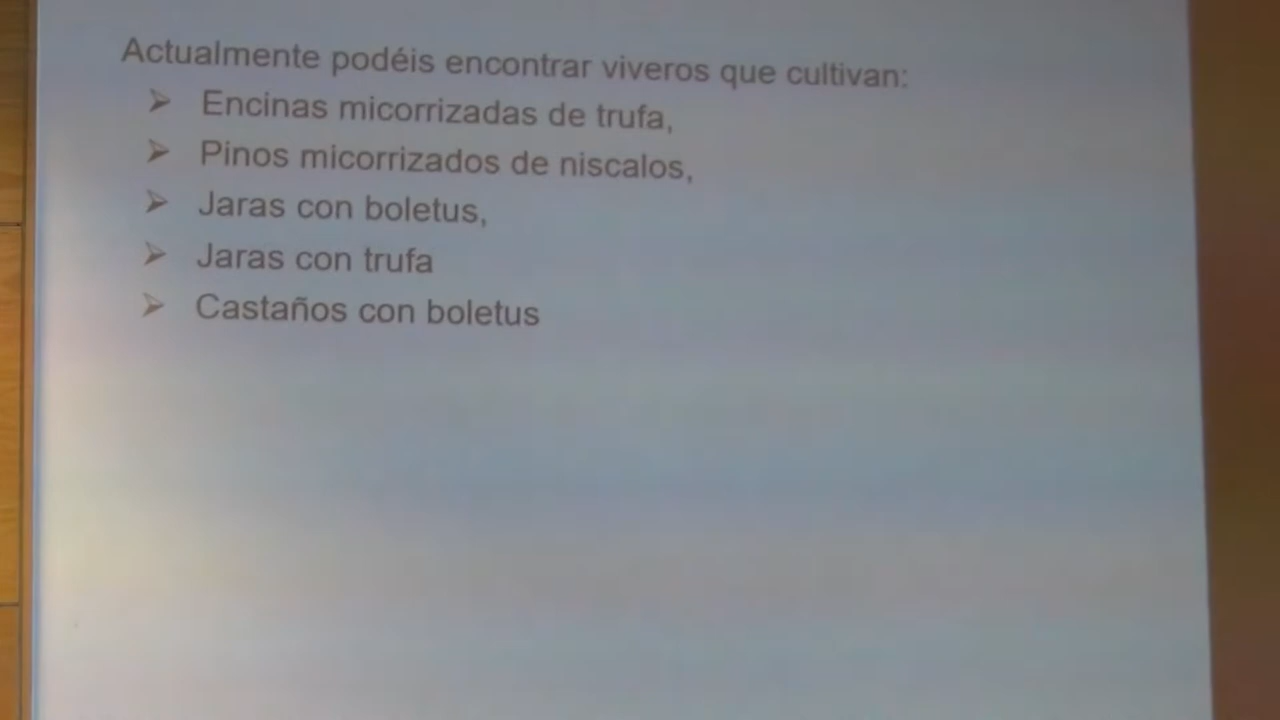 Actualmente podéis encontrar viveros que cultivan:
➢ Encinas micorrizadas de trufa,
➢ Pinos micorrizados de niscalos,
➢ Jaras con boletus,
➢ Jaras con trufa
➢ Castaños con boletus